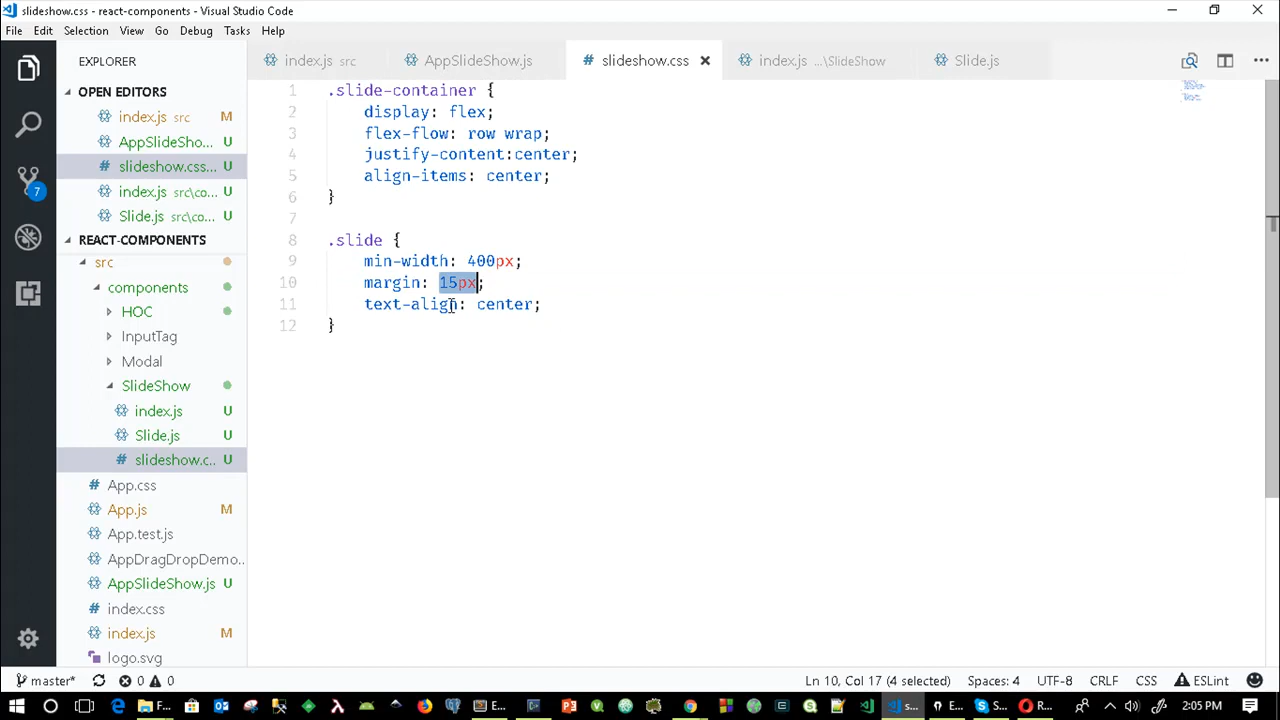 slideshow.css - react-components - Visual Studio Code
File Edit Selection View Go Debug Tasks Help
EXPLORER
index.js src
AppSlideShow.js
# slideshow.css
index.js ...\SlideShow
Slide.js
OPEN EDITORS
index.js src M
AppSlideSho... U
# slideshow.css... U
index.js src\co... U
Slide.js src\co... U
7
REACT-COMPONENTS
src
components
HOC
InputTag
Modal
SlideShow
index.js U
Slide.js U
# slideshow.c.. U
App.css
App.js M
App.test.js
AppDragDropDemo...
AppSlideShow.js U
# index.css
index.js M
logo.svg
1 .slide-container {
2 display: flex;
3 flex-flow: row wrap;
4 justify-content:center;
5 align-items: center;
6 }
7
8 .slide {
9 min-width: 400px;
10 margin: 15px;
11 text-align: center;
12 }
master* 0 0
Ln 10, Col 17 (4 selected) Spaces: 4 UTF-8 CRLF CSS ESLint
F... E... s... E... S... R... 2:05 PM